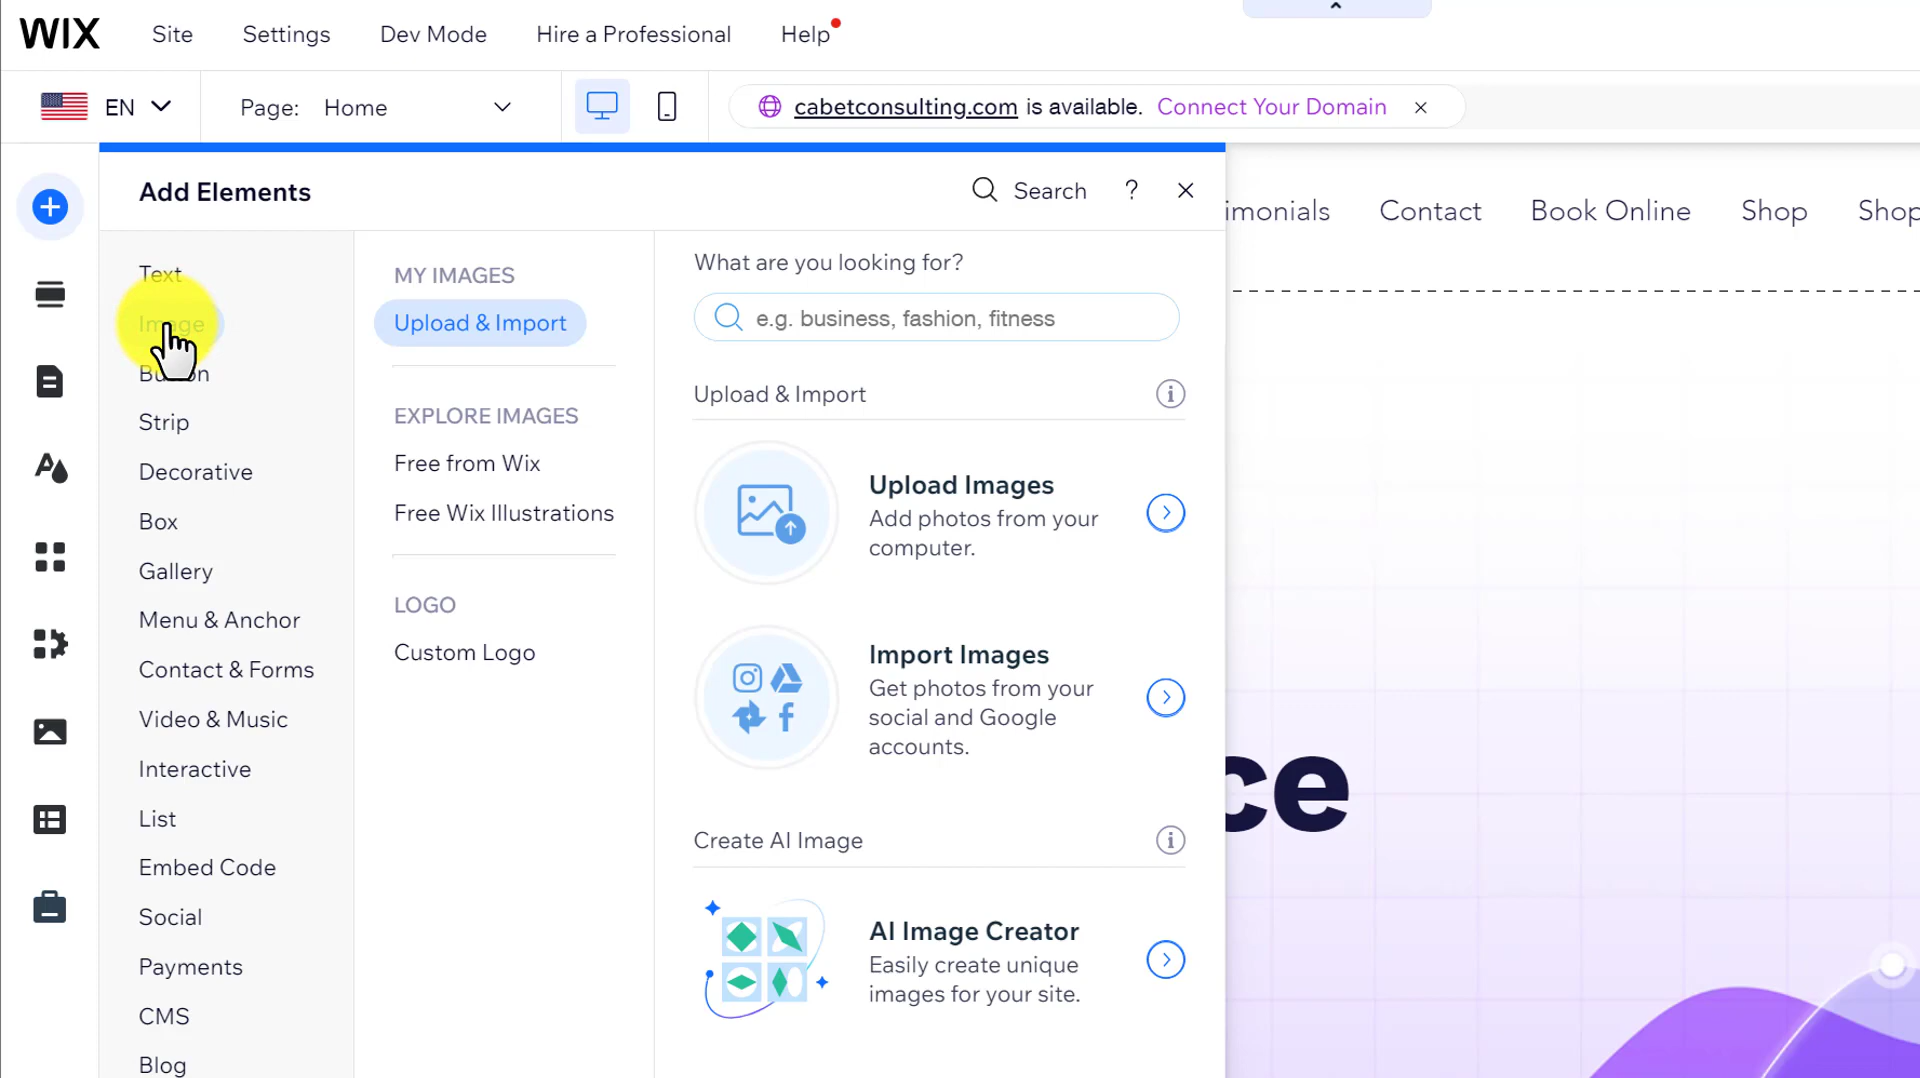 WIX
Site
Settings
Dev Mode
Hire a Professional
Help
EN
Page: Home
cabetconsulting.com is available. Connect Your Domain
Add Elements
Search
?
imonials
Contact
Book Online
Shop
Shop
Text
Image
Button
Strip
Decorative
Box
Gallery
Menu & Anchor
Contact & Forms
Video & Music
Interactive
List
Embed Code
Social
Payments
CMS
Blog
MY IMAGES
Upload & Import
EXPLORE IMAGES
Free from Wix
Free Wix Illustrations
LOGO
Custom Logo
What are you looking for?
e.g. business, fashion, fitness
Upload & Import
Upload Images
Add photos from your
computer.
Import Images
Get photos from your
social and Google
accounts.
Create AI Image
AI Image Creator
Easily create unique
images for your site.
ce